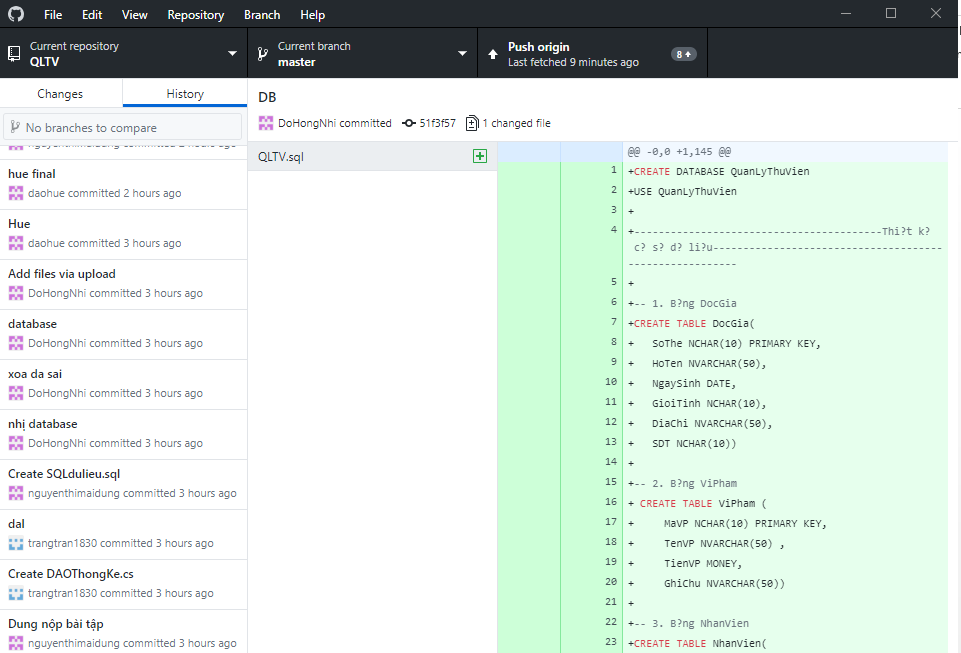 File Edit View Repository Branch Help
Current repository
QLTV
Current branch
master
Push origin
Last fetched 9 minutes ago
8
Changes
History
No branches to compare
nguyenthimaidung committed 2 hours ago
hue final
daohue committed 2 hours ago
Hue
daohue committed 3 hours ago
Add files via upload
DoHongNhi committed 3 hours ago
database
DoHongNhi committed 3 hours ago
xoa da sai
DoHongNhi committed 3 hours ago
nhị database
DoHongNhi committed 3 hours ago
Create SQLdulieu.sql
nguyenthimaidung committed 3 hours ago
dal
trangtran1830 committed 3 hours ago
Create DAOThongKe.cs
trangtran1830 committed 3 hours ago
Dung nộp bài tập
nguyenthimaidung committed 3 hours ago
DB
DoHongNhi committed 51f3f57 1 changed file
QLTV.sql
@@ -0,0 +1,145 @@
1 +CREATE DATABASE QuanLyThuVien
2 +USE QuanLyThuVien
3 +
4 +-----------------------------------------Thi?t k?
c? s? d? li?u--------------------------------------
------------------
5 +
6 +-- 1. B?ng DocGia
7 +CREATE TABLE DocGia(
8 + SoThe NCHAR(10) PRIMARY KEY,
9 + HoTen NVARCHAR(50),
10 + NgaySinh DATE,
11 + GioiTinh NCHAR(10),
12 + DiaChi NVARCHAR(50),
13 + SDT NCHAR(10))
14 +
15 +-- 2. B?ng ViPham
16 + CREATE TABLE ViPham (
17 + MaVP NCHAR(10) PRIMARY KEY,
18 + TenVP NVARCHAR(50) ,
19 + TienVP MONEY,
20 + GhiChu NVARCHAR(50))
21 +
22 +-- 3. B?ng NhanVien
23 +CREATE TABLE NhanVien(